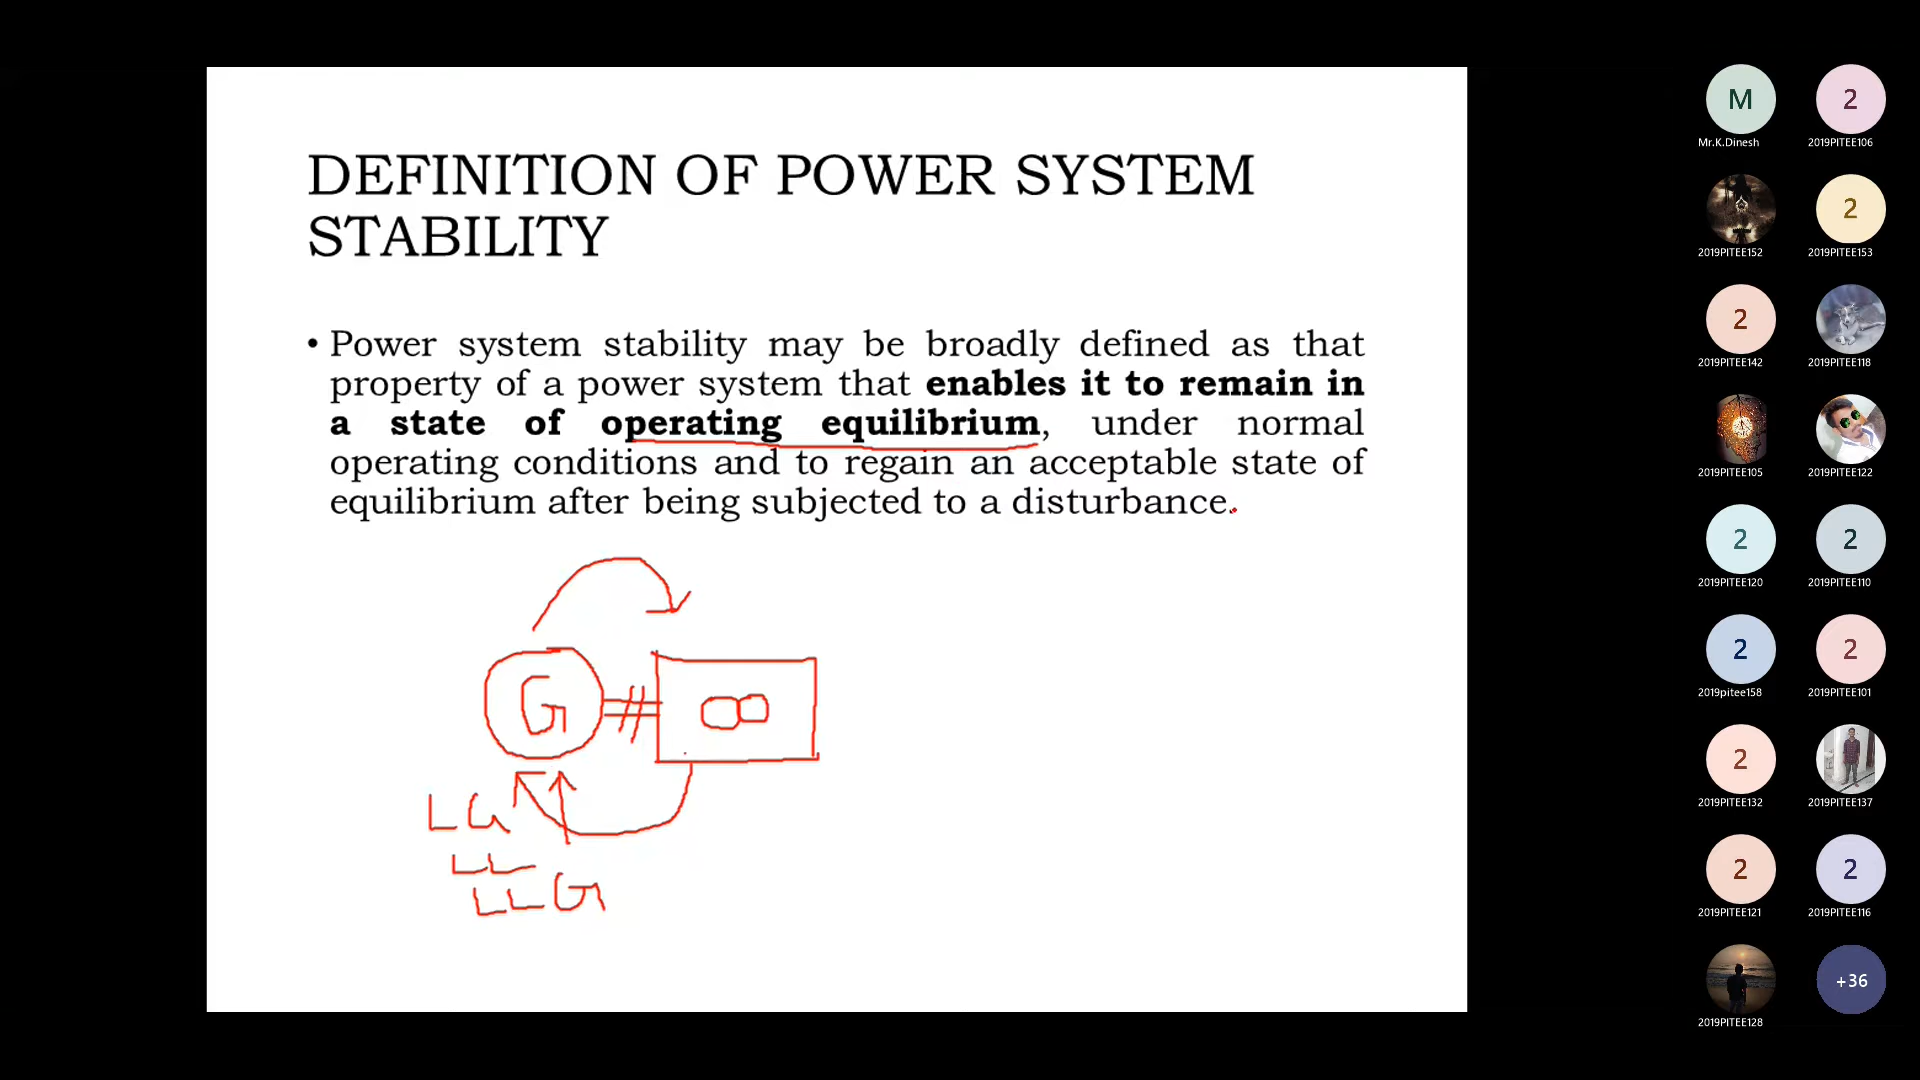 DEFINITION OF POWER SYSTEM
STABILITY
• Power system stability may be broadly defined as that
property of a power system that enables it to remain in
a state of operating equilibrium, under normal
operating conditions and to regain an acceptable state of
equilibrium after being subjected to a disturbance.
G
∞
LG
LL
LLG
M 2
Mr.K.Dinesh 2019PITEE106
2
2019PITEE152 2019PITEE153
2
2019PITEE142 2019PITEE118
2019PITEE105 2019PITEE122
2 2
2019PITEE120 2019PITEE110
2 2
2019pitee158 2019PITEE101
2
2019PITEE132 2019PITEE137
2 2
2019PITEE121 2019PITEE116
+36
2019PITEE128